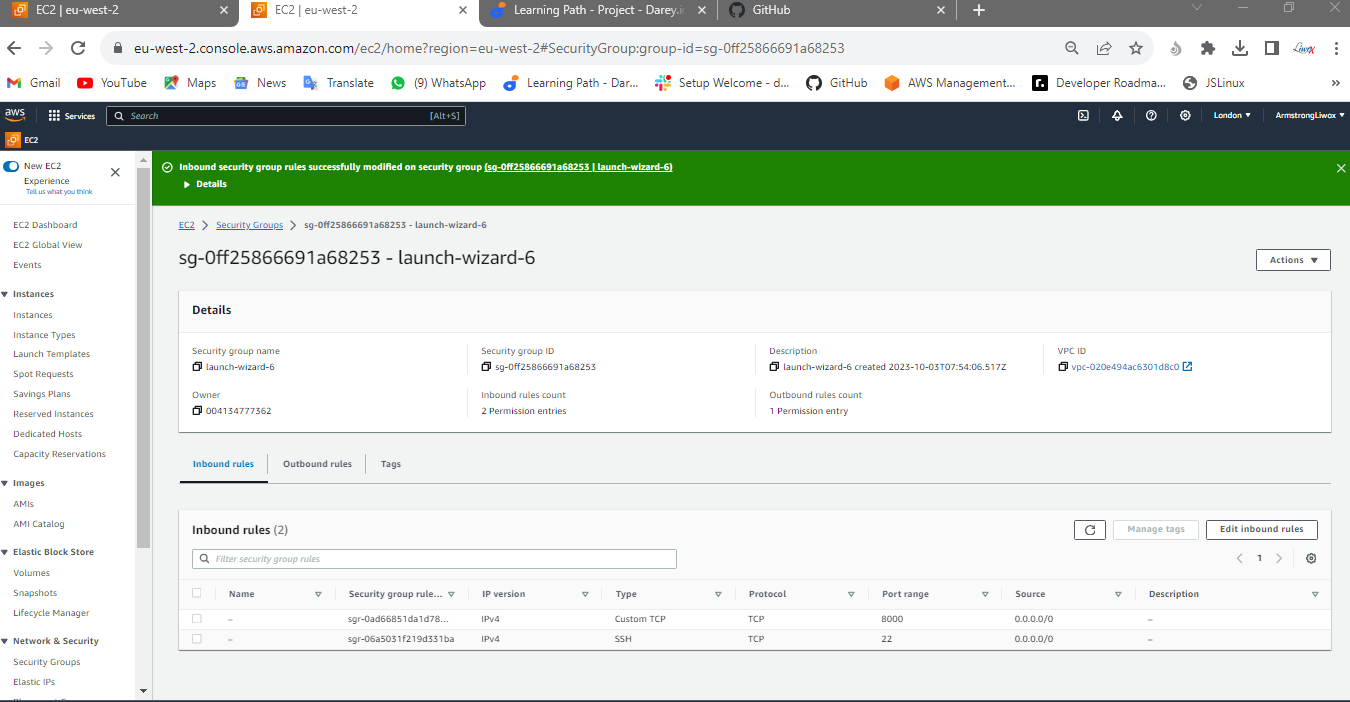 EC2 | eu-west-2
EC2 | eu-west-2
Learning Path - Project - Darey.i
GitHub
eu-west-2.console.aws.amazon.com/ec2/home?region=eu-west-2#SecurityGroup:group-id=sg-0ff25866691a68253
Gmail YouTube Maps News Translate (9) WhatsApp Learning Path - Dar... Setup Welcome - d... GitHub AWS Management... Developer Roadma... JSLinux »
aws Services Search [Alt+S] London ArmstrongLiwox
EC2
New EC2
Experience
Tell us what you think
EC2 Dashboard
EC2 Global View
Events
Instances
Instances
Instance Types
Launch Templates
Spot Requests
Savings Plans
Reserved Instances
Dedicated Hosts
Capacity Reservations
Images
AMIs
AMI Catalog
Elastic Block Store
Volumes
Snapshots
Lifecycle Manager
Network & Security
Security Groups
Elastic IPs
Inbound security group rules successfully modified on security group (sg-0ff25866691a68253 | launch-wizard-6)
Details
EC2 Security Groups sg-0ff25866691a68253 - launch-wizard-6
sg-0ff25866691a68253 - launch-wizard-6
Actions
Details
Security group name Security group ID Description VPC ID
launch-wizard-6 sg-0ff25866691a68253 launch-wizard-6 created 2023-10-03T07:54:06.517Z vpc-020e494ac6301d8c0
Owner Inbound rules count Outbound rules count
004134777362 2 Permission entries 1 Permission entry
Inbound rules Outbound rules Tags
Inbound rules (2) Manage tags Edit inbound rules
Filter security group rules 1
Name Security group rule... IP version Type Protocol Port range Source Description
– sgr-0ad66851da1d78... IPv4 Custom TCP TCP 8000 0.0.0.0/0 –
– sgr-06a5031f219d331ba IPv4 SSH TCP 22 0.0.0.0/0 –